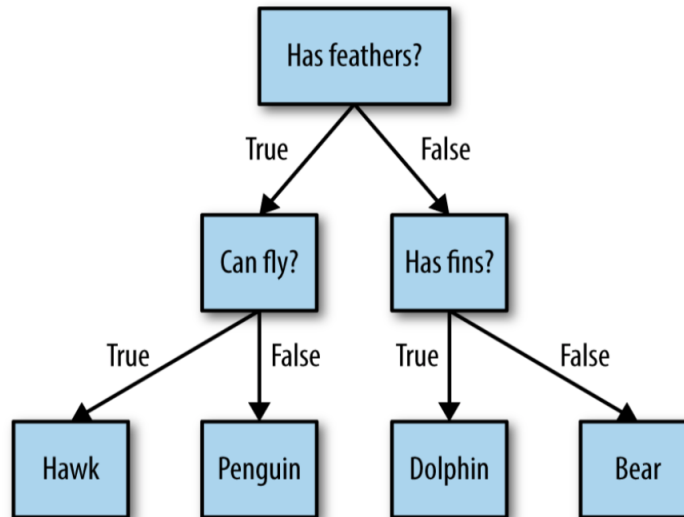 Has feathers?
True
False
Can fly?
Has fins?
True
False
True
False
Hawk
Penguin
Dolphin
Bear